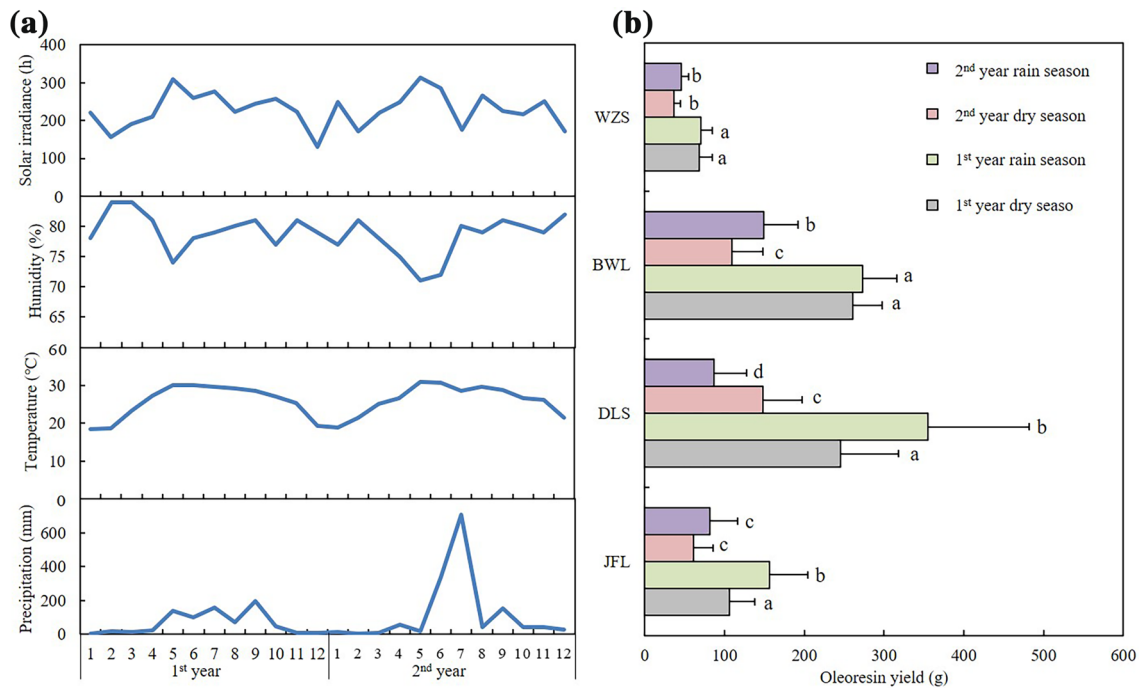 (a)
Solar irradiance (h)
400
300
200
100
0
Humidity (%)
80
75
70
65
60
Temperature (℃)
30
20
10
0
Precipitation (mm)
600
400
200
0
1 2 3 4 5 6 7 8 9 10 11 12 1 2 3 4 5 6 7 8 9 10 11 12
1st year 2nd year
(b)
2nd year rain season
2nd year dry season
1st year rain season
1st year dry seaso
WZS
b
b
a
a
BWL
b
c
a
a
DLS
d
c
b
a
JFL
c
c
b
a
0 100 200 300 400 500 600
Oleoresin yield (g)